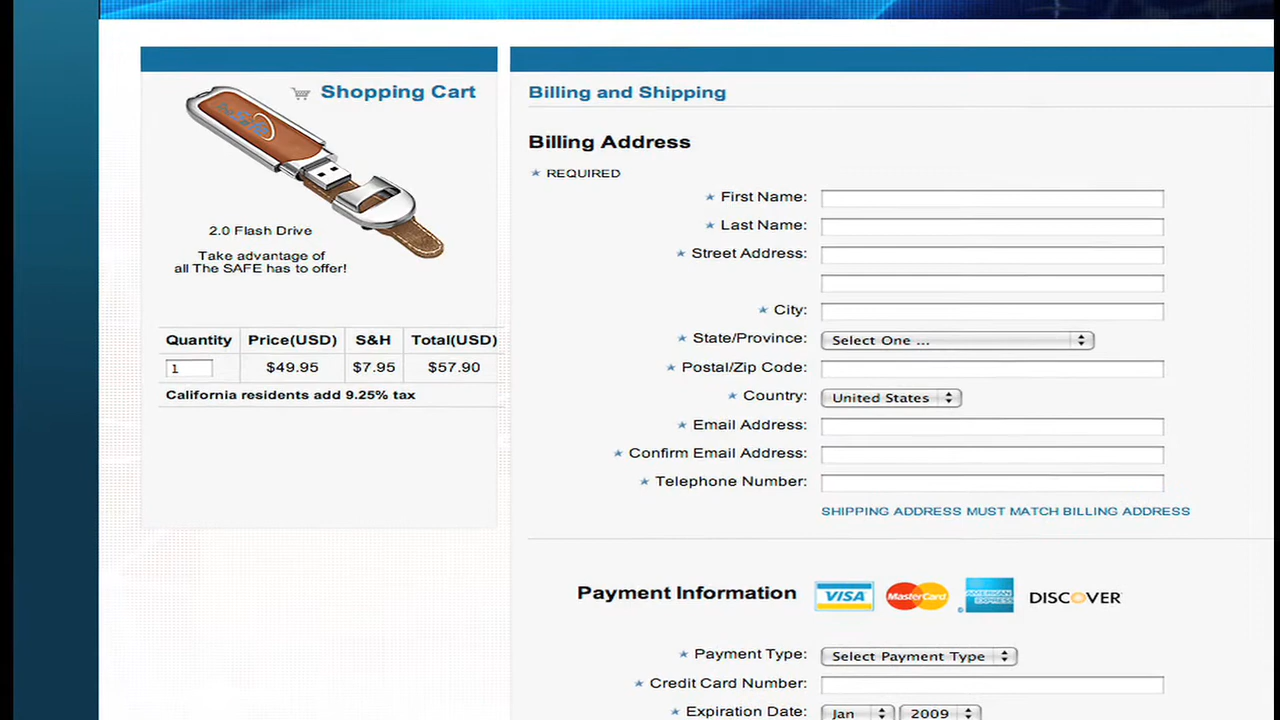 Shopping Cart
2.0 Flash Drive
Take advantage of
all The SAFE has to offer!
Quantity Price(USD) S&H Total(USD)
1 $49.95 $7.95 $57.90
California residents add 9.25% tax
Billing and Shipping
Billing Address
★ REQUIRED
★ First Name:
★ Last Name:
★ Street Address:
★ City:
★ State/Province: Select One ...
★ Postal/Zip Code:
★ Country: United States
★ Email Address:
★ Confirm Email Address:
★ Telephone Number:
SHIPPING ADDRESS MUST MATCH BILLING ADDRESS
Payment Information VISA MasterCard AMERICAN EXPRESS DISCOVER
★ Payment Type: Select Payment Type
★ Credit Card Number:
★ Expiration Date: Jan 2009